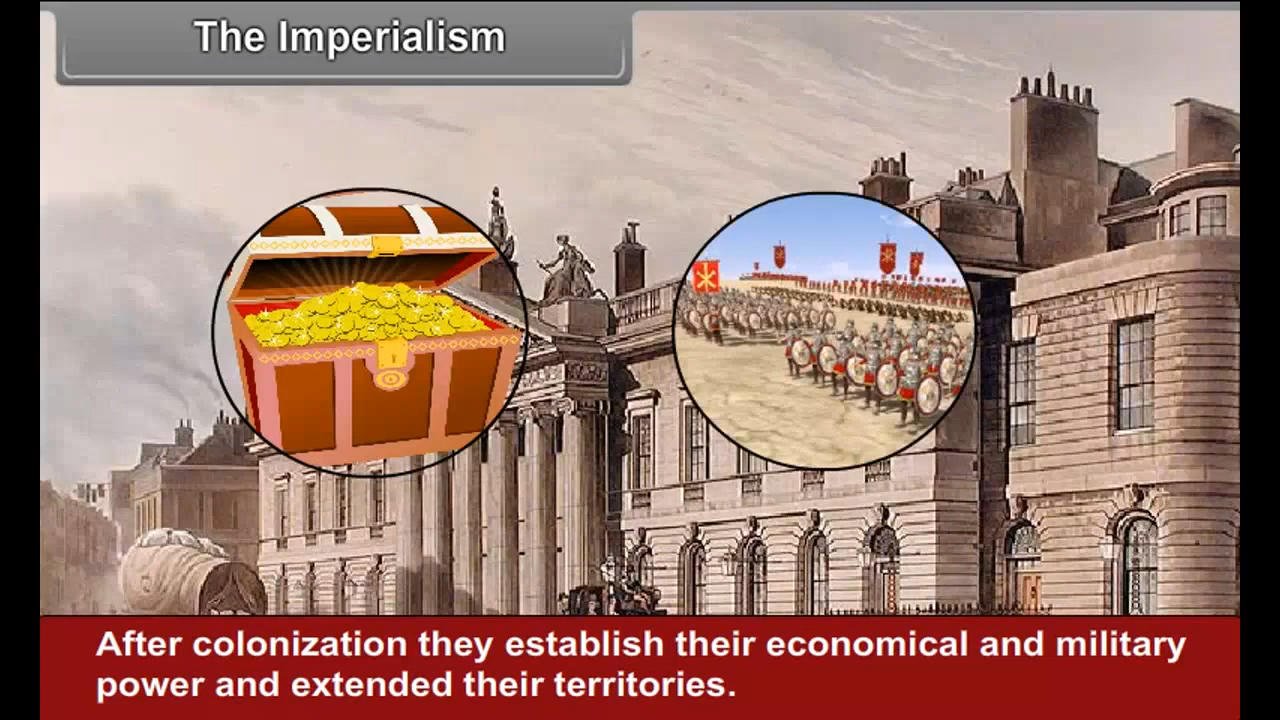 The Imperialism
After colonization they establish their economical and military
power and extended their territories.